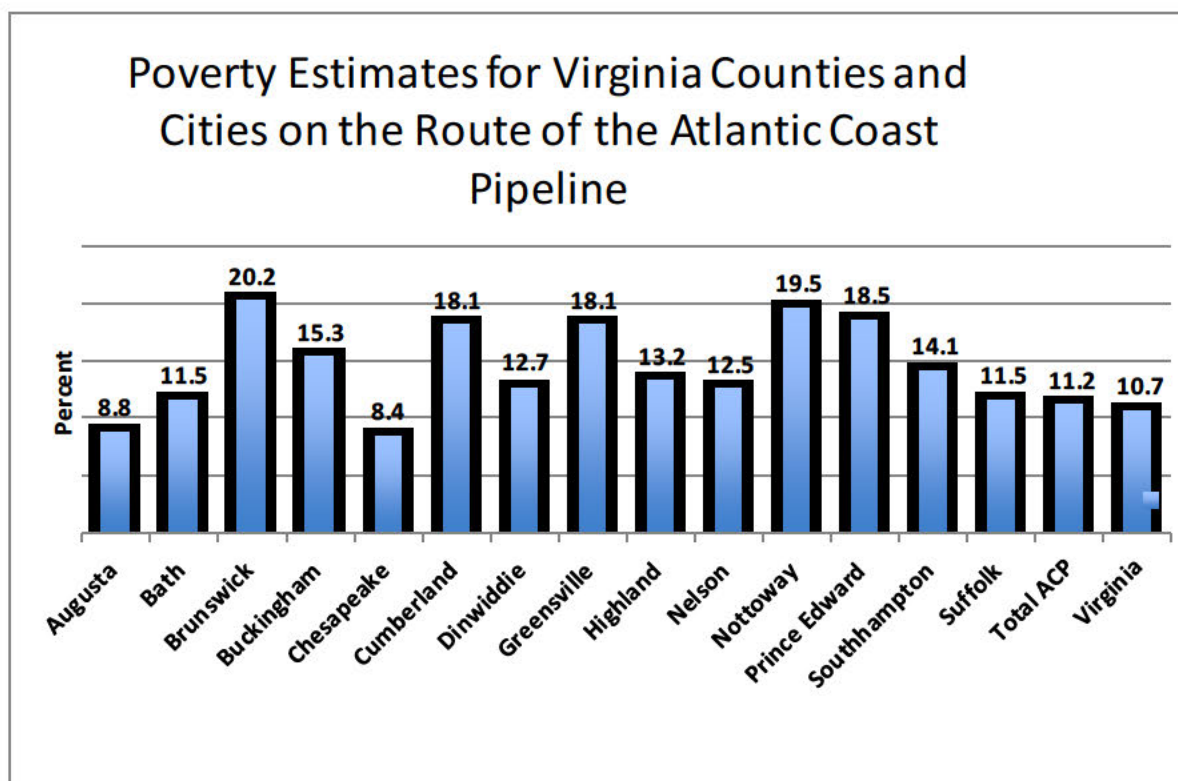 Poverty Estimates for Virginia Counties and
Cities on the Route of the Atlantic Coast
Pipeline
Percent
8.8
11.5
20.2
15.3
8.4
18.1
12.7
18.1
13.2
12.5
19.5
18.5
14.1
11.5
11.2
10.7
Augusta
Bath
Brunswick
Buckingham
Chesapeake
Cumberland
Dinwiddie
Greensville
Highland
Nelson
Nottoway
Prince Edward
Southhampton
Suffolk
Total ACP
Virginia